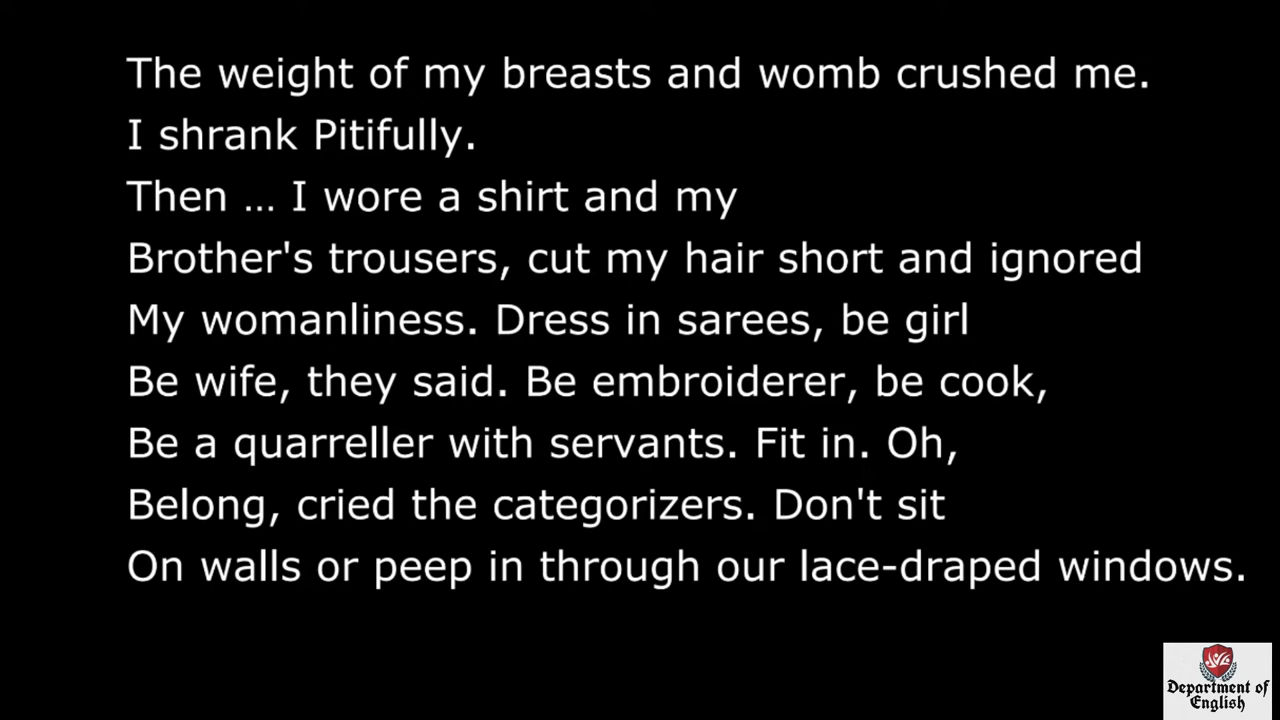 The weight of my breasts and womb crushed me.
I shrank Pitifully.
Then … I wore a shirt and my
Brother's trousers, cut my hair short and ignored
My womanliness. Dress in sarees, be girl
Be wife, they said. Be embroiderer, be cook,
Be a quarreller with servants. Fit in. Oh,
Belong, cried the categorizers. Don't sit
On walls or peep in through our lace-draped windows.
Department of
English